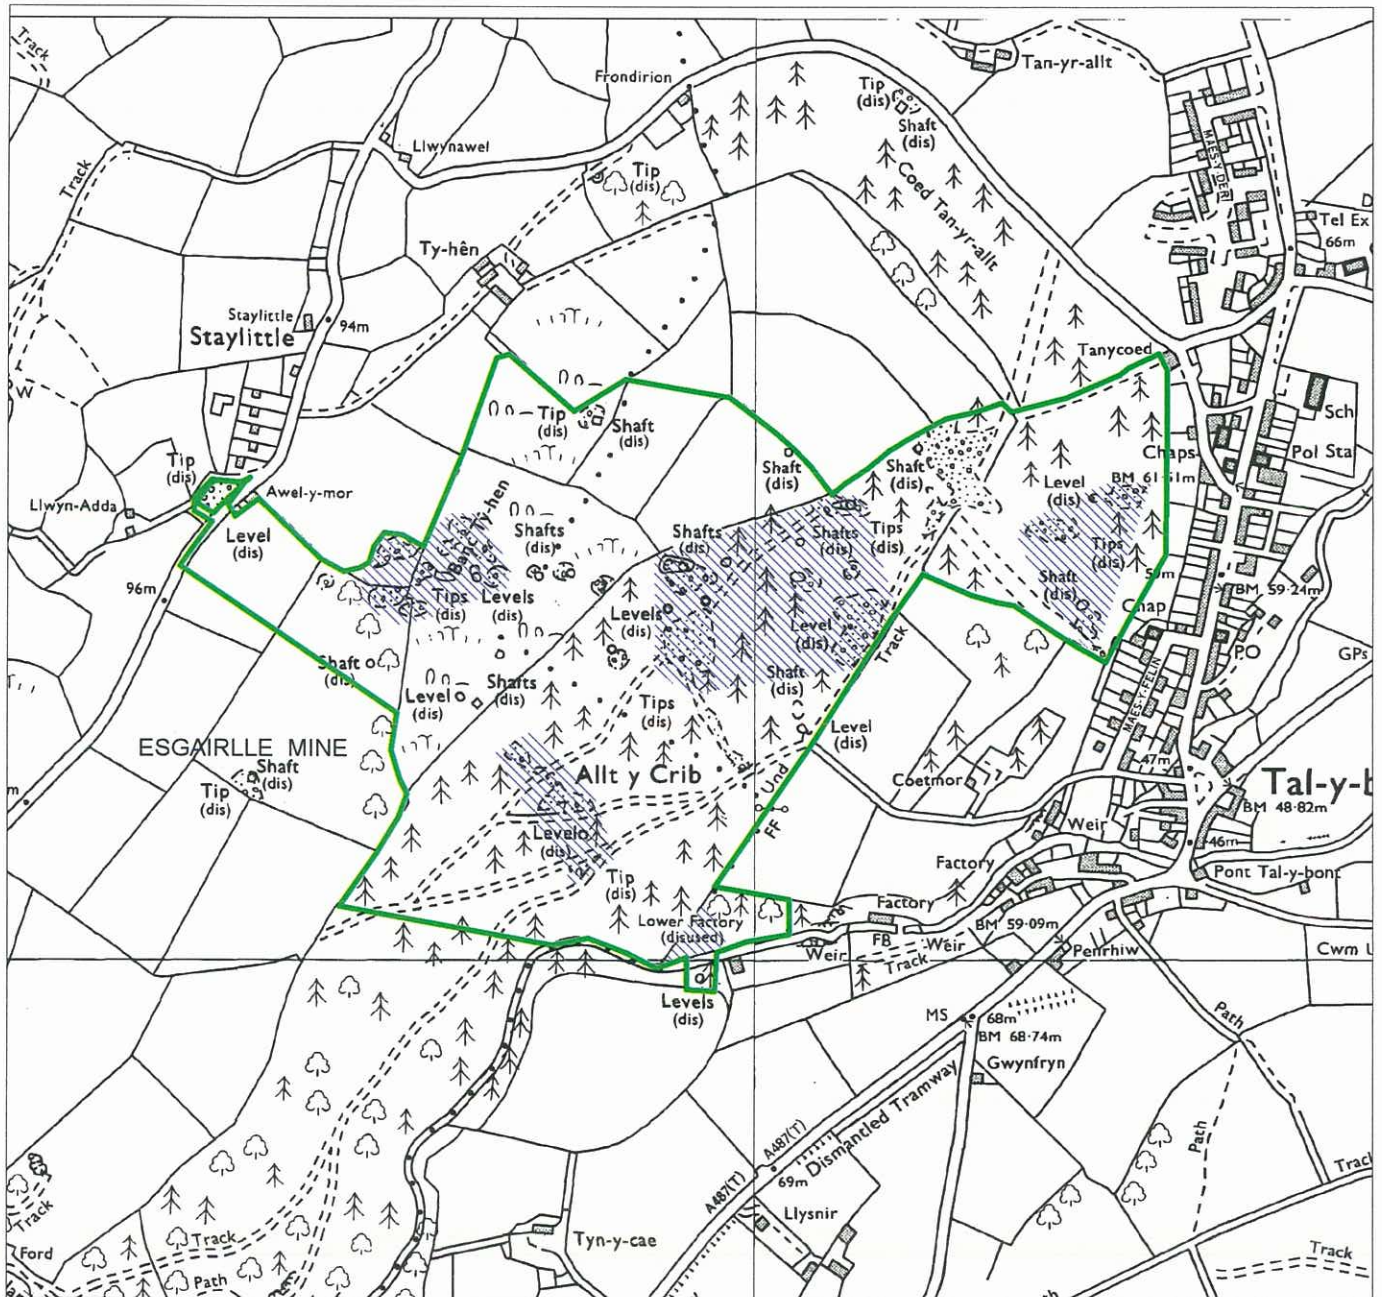 Track
Frondirion
Tip
(dis)
Shaft
(dis)
Tan-yr-allt
Llwynawel
Tip
(dis)
Track
Coed Tan-yr-allt
MAES-Y-DERI
Tel Ex
66m
Ty-hên
Staylittle
Staylittle
94m
W
Tanycoed
Sch
Tip
(dis)
Shaft
(dis)
Chaps
Pol Sta
Tip
(dis)
Shaft
(dis)
Shaft
(dis)
Level
(dis)
BM 61·61m
Awel-y-mor
Llwyn-Adda
Level
(dis)
Ty-hen
Shafts
(dis)
Shafts
(dis)
Shafts
(dis)
Tips
(dis)
Tips
(dis)
96m
Tips
(dis)
Levels
(dis)
Levels
(dis)
Level
(dis)
Shaft
(dis)
Chap
BM 59·24m
Track
PO
GPs
Shaft
(dis)
Shafts
(dis)
Level
(dis)
Shaft
(dis)
Tips
(dis)
Level
(dis)
MAES-Y-FELIN
ESGAIRLLE MINE
Shaft
(dis)
Tip
(dis)
m
Allt y Crib
Und
FF
Coetmor
47m
Tal-y-b
BM 48·82m
Level
(dis)
Weir
46m
Factory
Pont Tal-y-bont
Tip
(dis)
Lower Factory
(disused)
Factory
BM 59·09m
FB
Weir
Weir
Track
Penrhiw
Cwm
Levels
(dis)
MS
68m
BM 68·74m
Path
Gwynfryn
A487(T)
Dismantled Tramway
Path
69m
A487(T)
Llysnir
Track
Track
Ford
Path
Tyn-y-cae
Track